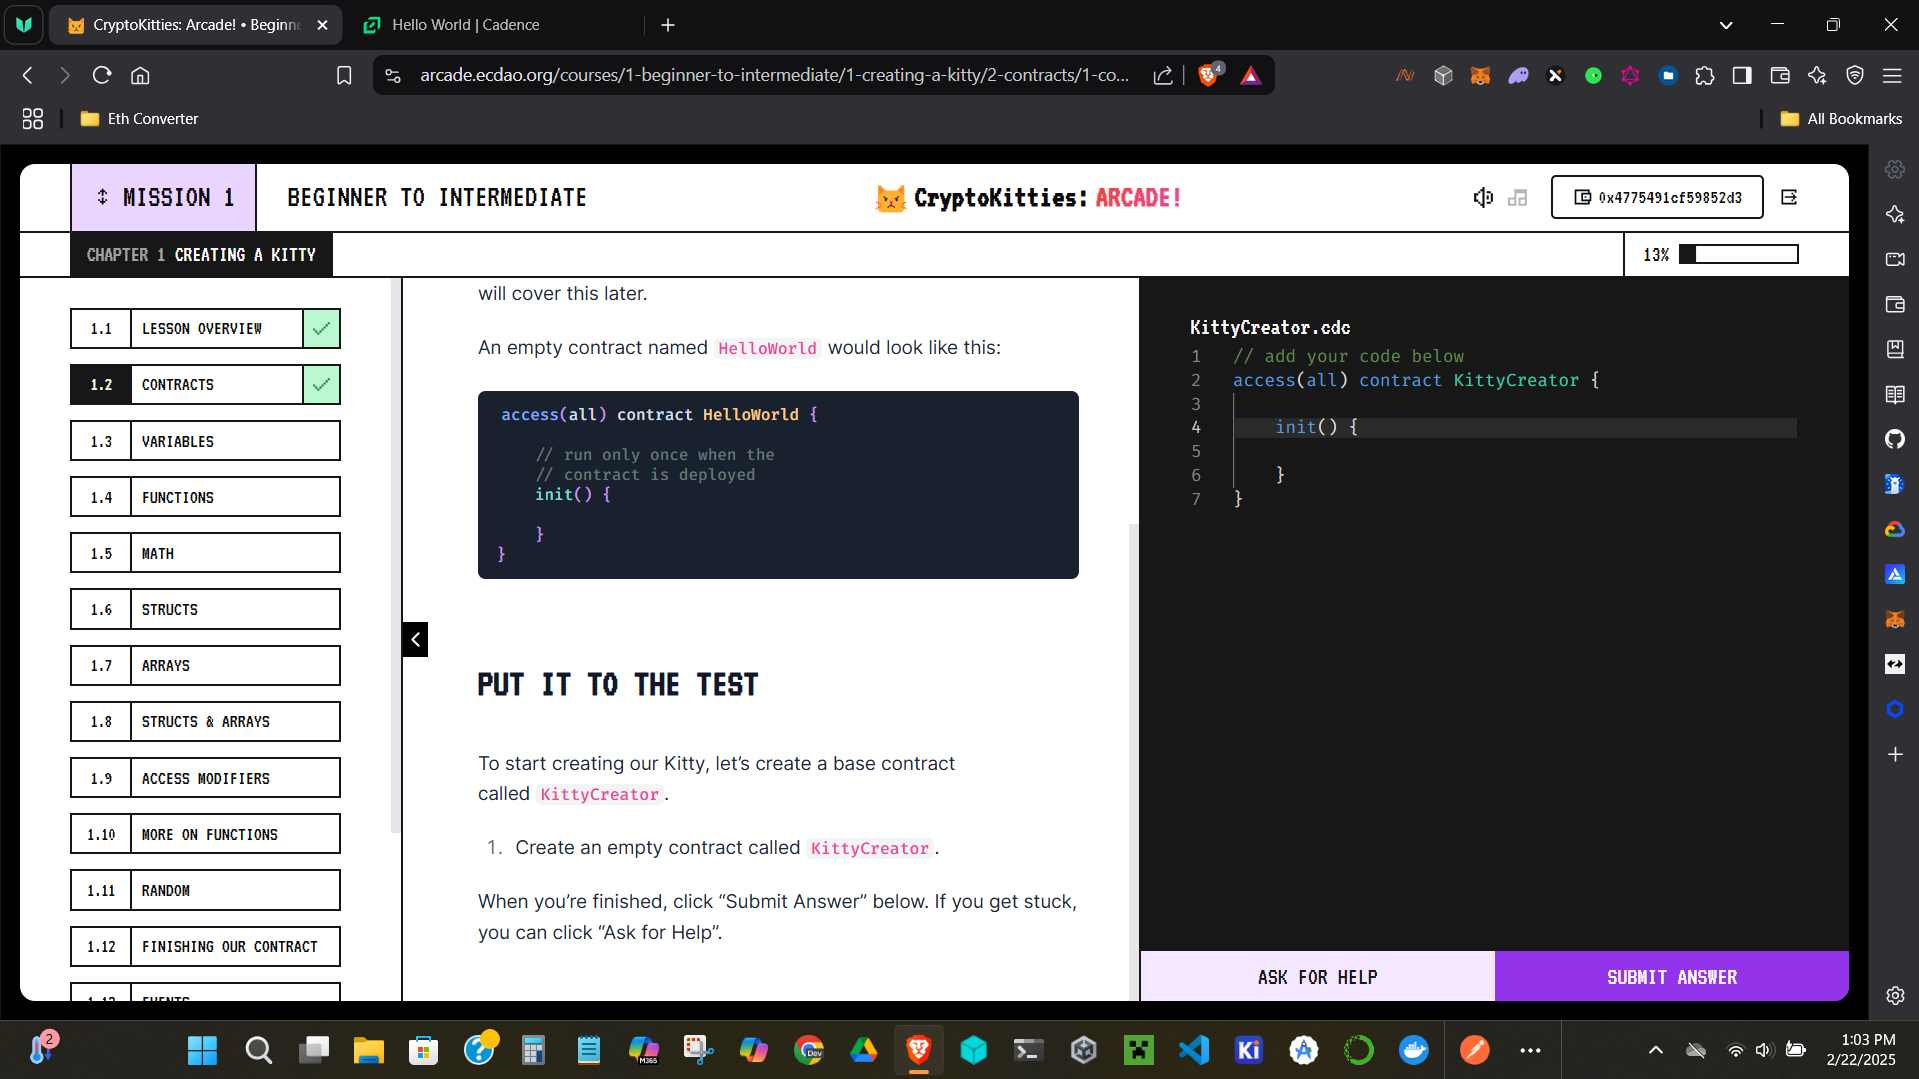 CryptoKitties: Arcade! • Beginne
Hello World | Cadence
arcade.ecdao.org/courses/1-beginner-to-intermediate/1-creating-a-kitty/2-contracts/1-co...
4
Eth Converter
All Bookmarks
MISSION 1
BEGINNER TO INTERMEDIATE
CryptoKitties: ARCADE!
0x4775491cf59852d3
CHAPTER 1 CREATING A KITTY
13%
1.1 LESSON OVERVIEW
1.2 CONTRACTS
1.3 VARIABLES
1.4 FUNCTIONS
1.5 MATH
1.6 STRUCTS
1.7 ARRAYS
1.8 STRUCTS & ARRAYS
1.9 ACCESS MODIFIERS
1.10 MORE ON FUNCTIONS
1.11 RANDOM
1.12 FINISHING OUR CONTRACT
1.13 EVENTS
will cover this later.
An empty contract named HelloWorld would look like this:
access(all) contract HelloWorld {
// run only once when the
// contract is deployed
init() {
}
}
PUT IT TO THE TEST
To start creating our Kitty, let's create a base contract
called KittyCreator.
1. Create an empty contract called KittyCreator.
When you're finished, click “Submit Answer” below. If you get stuck,
you can click “Ask for Help”.
KittyCreator.cdc
1 // add your code below
2 access(all) contract KittyCreator {
3
4 init() {
5
6 }
7 }
ASK FOR HELP
SUBMIT ANSWER
2
M365
Dev
Ki
1:03 PM
2/22/2025